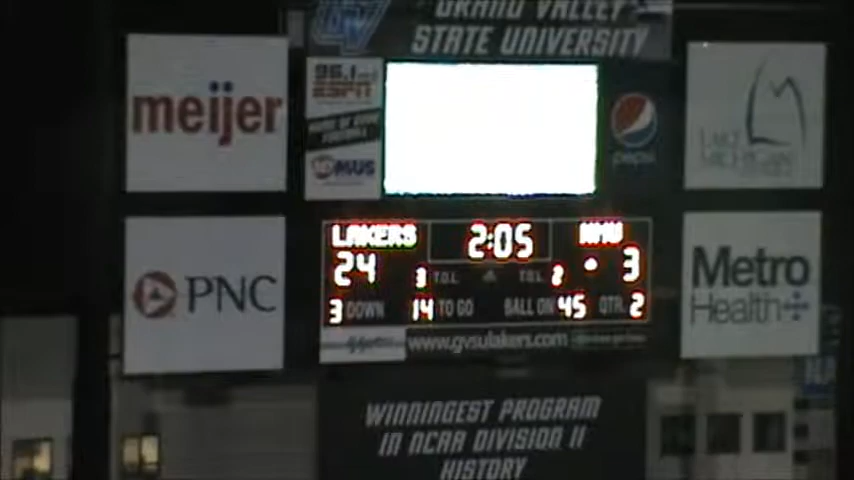 GRAND VALLEY
STATE UNIVERSITY
meijer
96.1
ESPN
pepsi
LAKE
MICHIGAN
LAKERS
2:05
NMU
24
3
T.O.L
T.O.L
2
3
3 DOWN
14 TO GO
BALL ON 45
QTR 2
PNC
Metro
Health
www.gvsulakers.com
WINNINGEST PROGRAM
IN NCAA DIVISION II
HISTORY